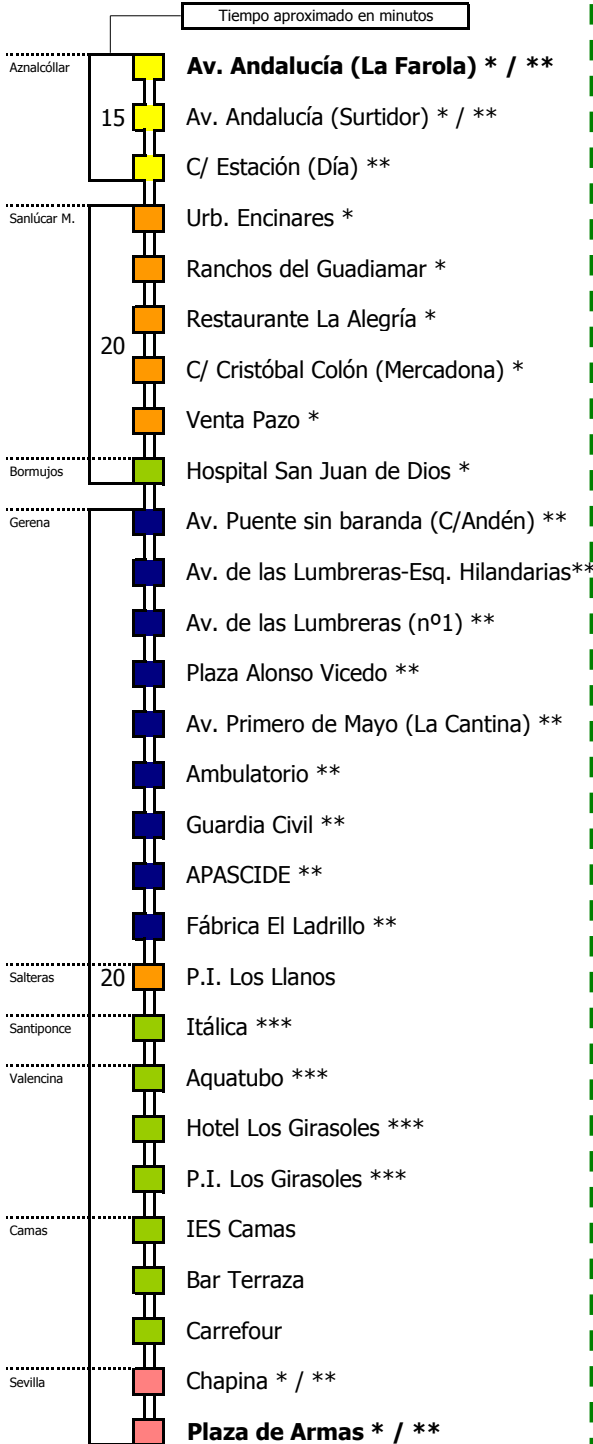 Tiempo aproximado en minutos
Aznalcóllar
Av. Andalucía (La Farola) * / **
15
Av. Andalucía (Surtidor) * / **
C/ Estación (Día) **
Sanlúcar M.
Urb. Encinares *
Ranchos del Guadiamar *
Restaurante La Alegría *
20
C/ Cristóbal Colón (Mercadona) *
Venta Pazo *
Bormujos
Hospital San Juan de Dios *
Gerena
Av. Puente sin baranda (C/Andén) **
Av. de las Lumbreras-Esq. Hilandarias**
Av. de las Lumbreras (nº1) **
Plaza Alonso Vicedo **
Av. Primero de Mayo (La Cantina) **
Ambulatorio **
Guardia Civil **
APASCIDE **
Fábrica El Ladrillo **
Salteras
20
P.I. Los Llanos
Santiponce
Itálica ***
Valencina
Aquatubo ***
Hotel Los Girasoles ***
P.I. Los Girasoles ***
Camas
IES Camas
Bar Terraza
Carrefour
Sevilla
Chapina * / **
Plaza de Armas * / **